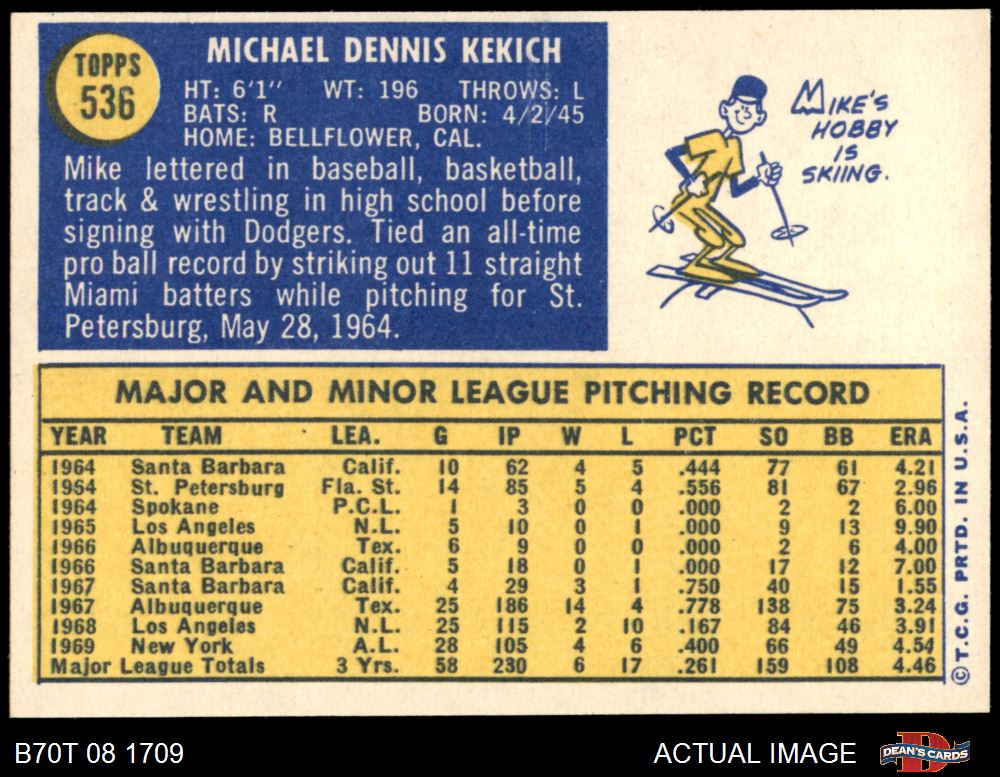 TOPPS
536
MICHAEL DENNIS KEKICH
HT: 6'1'' WT: 196 THROWS: L
BATS: R BORN: 4/2/45
HOME: BELLFLOWER, CAL.
Mike lettered in baseball, basketball,
track & wrestling in high school before
signing with Dodgers. Tied an all-time
pro ball record by striking out 11 straight
Miami batters while pitching for St.
Petersburg, May 28, 1964.
MIKE'S
HOBBY
IS
SKIING.
MAJOR AND MINOR LEAGUE PITCHING RECORD
YEAR TEAM LEA. G IP W L PCT SO BB ERA
1964 Santa Barbara Calif. 10 62 4 5 .444 77 61 4.21
1964 St. Petersburg Fla. St. 14 85 5 4 .556 81 67 2.96
1964 Spokane P.C.L. 1 3 0 0 .000 2 2 6.00
1965 Los Angeles N.L. 5 10 0 1 .000 9 13 9.90
1966 Albuquerque Tex. 6 9 0 0 .000 2 6 4.00
1966 Santa Barbara Calif. 5 18 0 1 .000 17 12 7.00
1967 Santa Barbara Calif. 4 29 3 1 .750 40 15 1.55
1967 Albuquerque Tex. 25 186 14 4 .778 138 75 3.24
1968 Los Angeles N.L. 25 115 2 10 .167 84 46 3.91
1969 New York A.L. 28 105 4 6 .400 66 49 4.54
Major League Totals 3 Yrs. 58 230 6 17 .261 159 108 4.46
© T.C.G. PRTD. IN U.S.A.
B70T 08 1709
ACTUAL IMAGE
D
DEAN'S CARDS